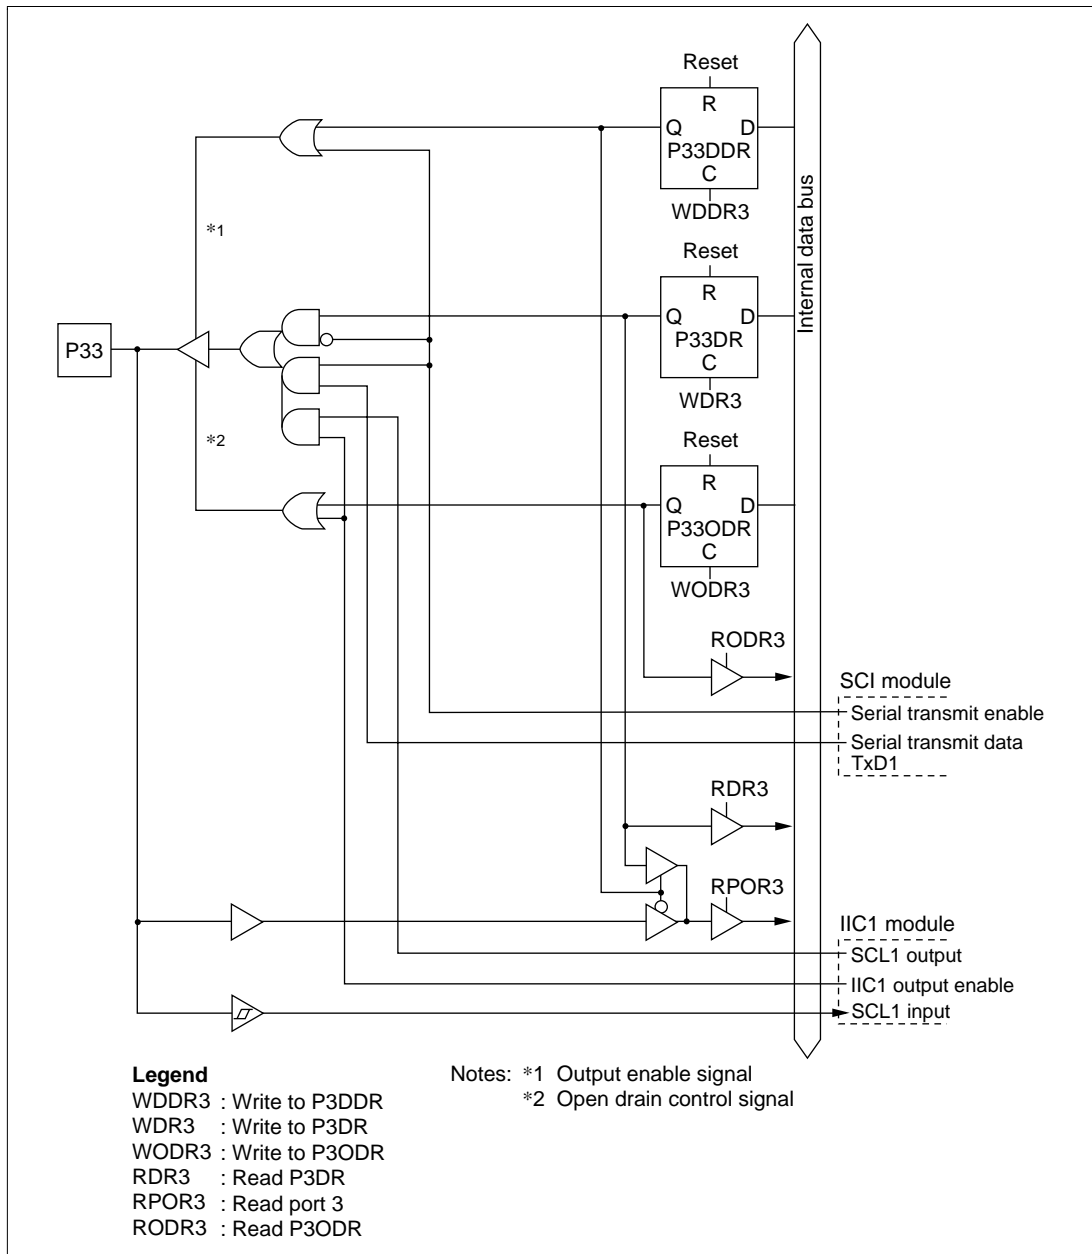 Reset
R
Q D
P33DDR
C
WDDR3
Internal data bus
*1
Reset
R
Q D
P33DR
C
WDR3
P33
*2
Reset
R
Q D
P33ODR
C
WODR3
RODR3
SCI module
Serial transmit enable
Serial transmit data
TxD1
RDR3
RPOR3
IIC1 module
SCL1 output
IIC1 output enable
SCL1 input
Legend
WDDR3 : Write to P3DDR
WDR3 : Write to P3DR
WODR3 : Write to P3ODR
RDR3 : Read P3DR
RPOR3 : Read port 3
RODR3 : Read P3ODR
Notes: *1 Output enable signal
*2 Open drain control signal